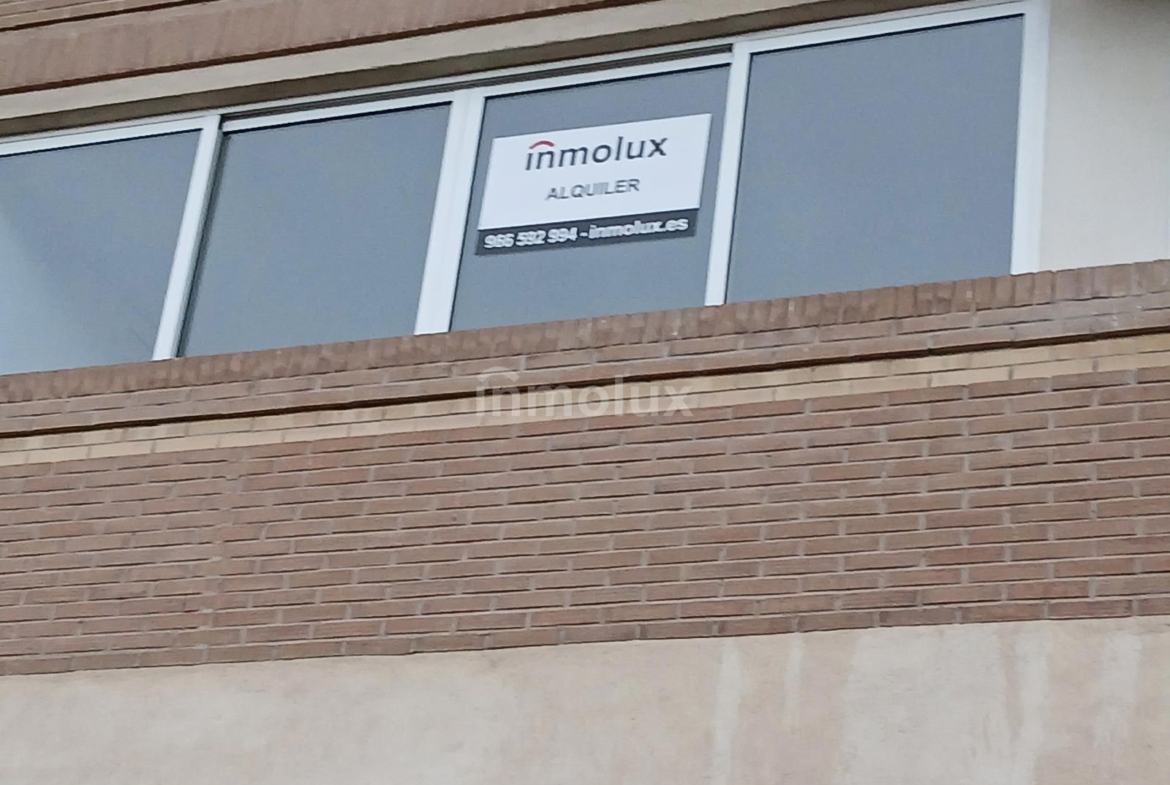 inmolux
ALQUILER
966 592 994 - inmolux.es
inmolux